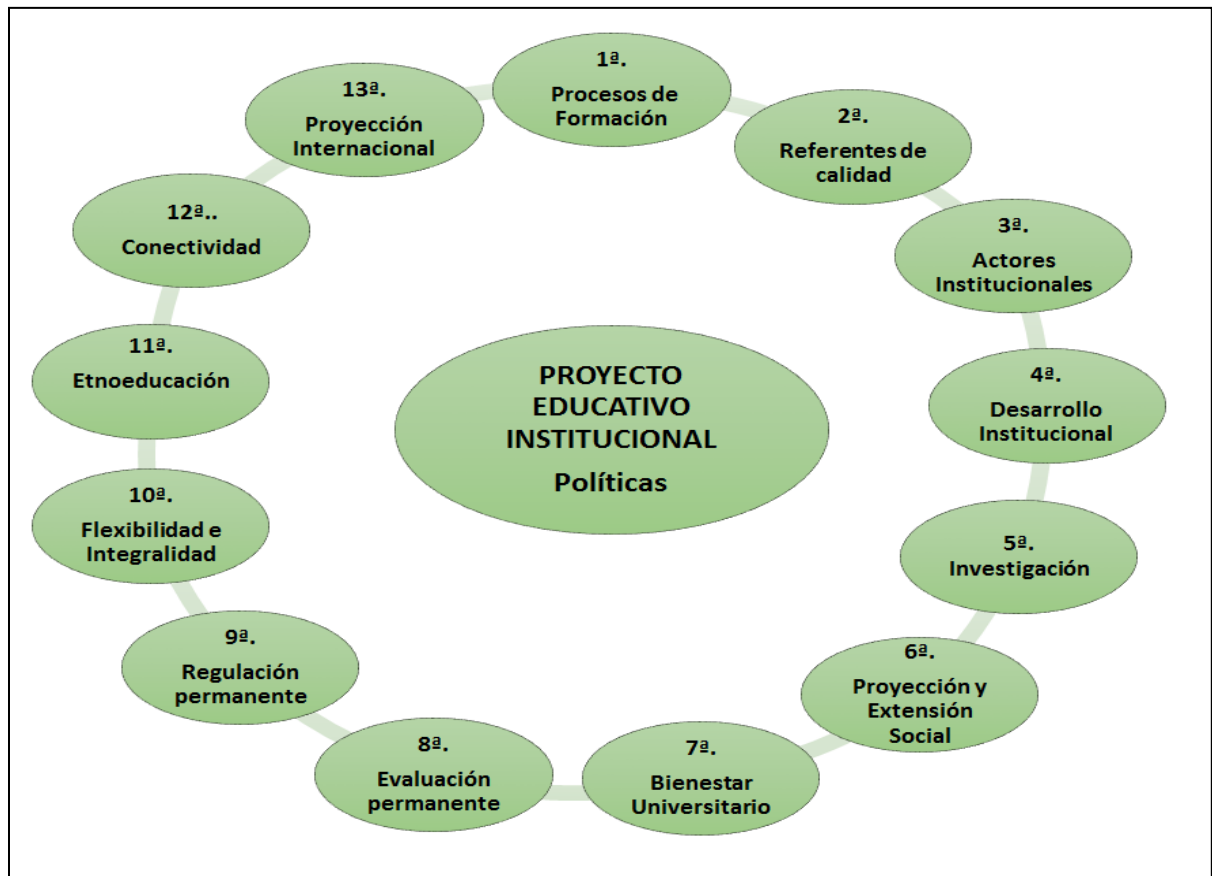 PROYECTO
EDUCATIVO
INSTITUCIONAL
Políticas
1ª.
Procesos de
Formación
2ª.
Referentes de
calidad
3ª.
Actores
Institucionales
4ª.
Desarrollo
Institucional
5ª.
Investigación
6ª.
Proyección y
Extensión
Social
7ª.
Bienestar
Universitario
8ª.
Evaluación
permanente
9ª.
Regulación
permanente
10ª.
Flexibilidad e
Integralidad
11ª.
Etnoeducación
12ª..
Conectividad
13ª.
Proyección
Internacional